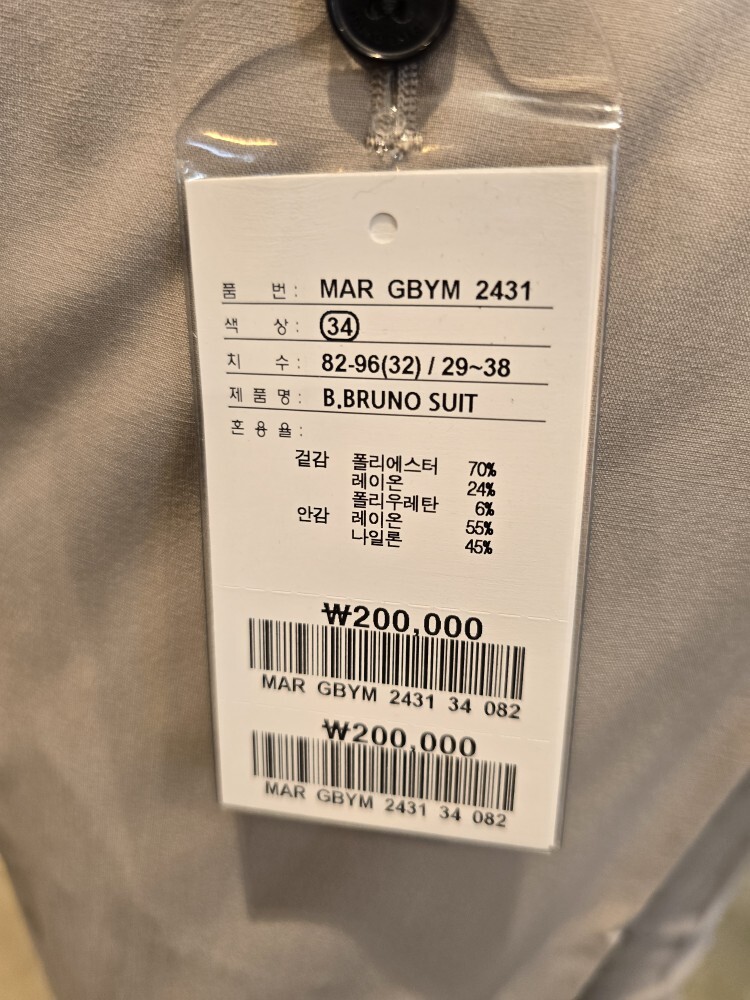 품 번 : MAR GBYM 2431
색 상 : 34
치 수 : 82-96(32) / 29~38
제 품 명 : B.BRUNO SUIT
혼 용 율 :
겉감 폴리에스터 70%
레이온 24%
폴리우레탄 6%
안감 레이온 55%
나일론 45%
₩200,000
MAR GBYM 2431 34 082
₩200,000
MAR GBYM 2431 34 082